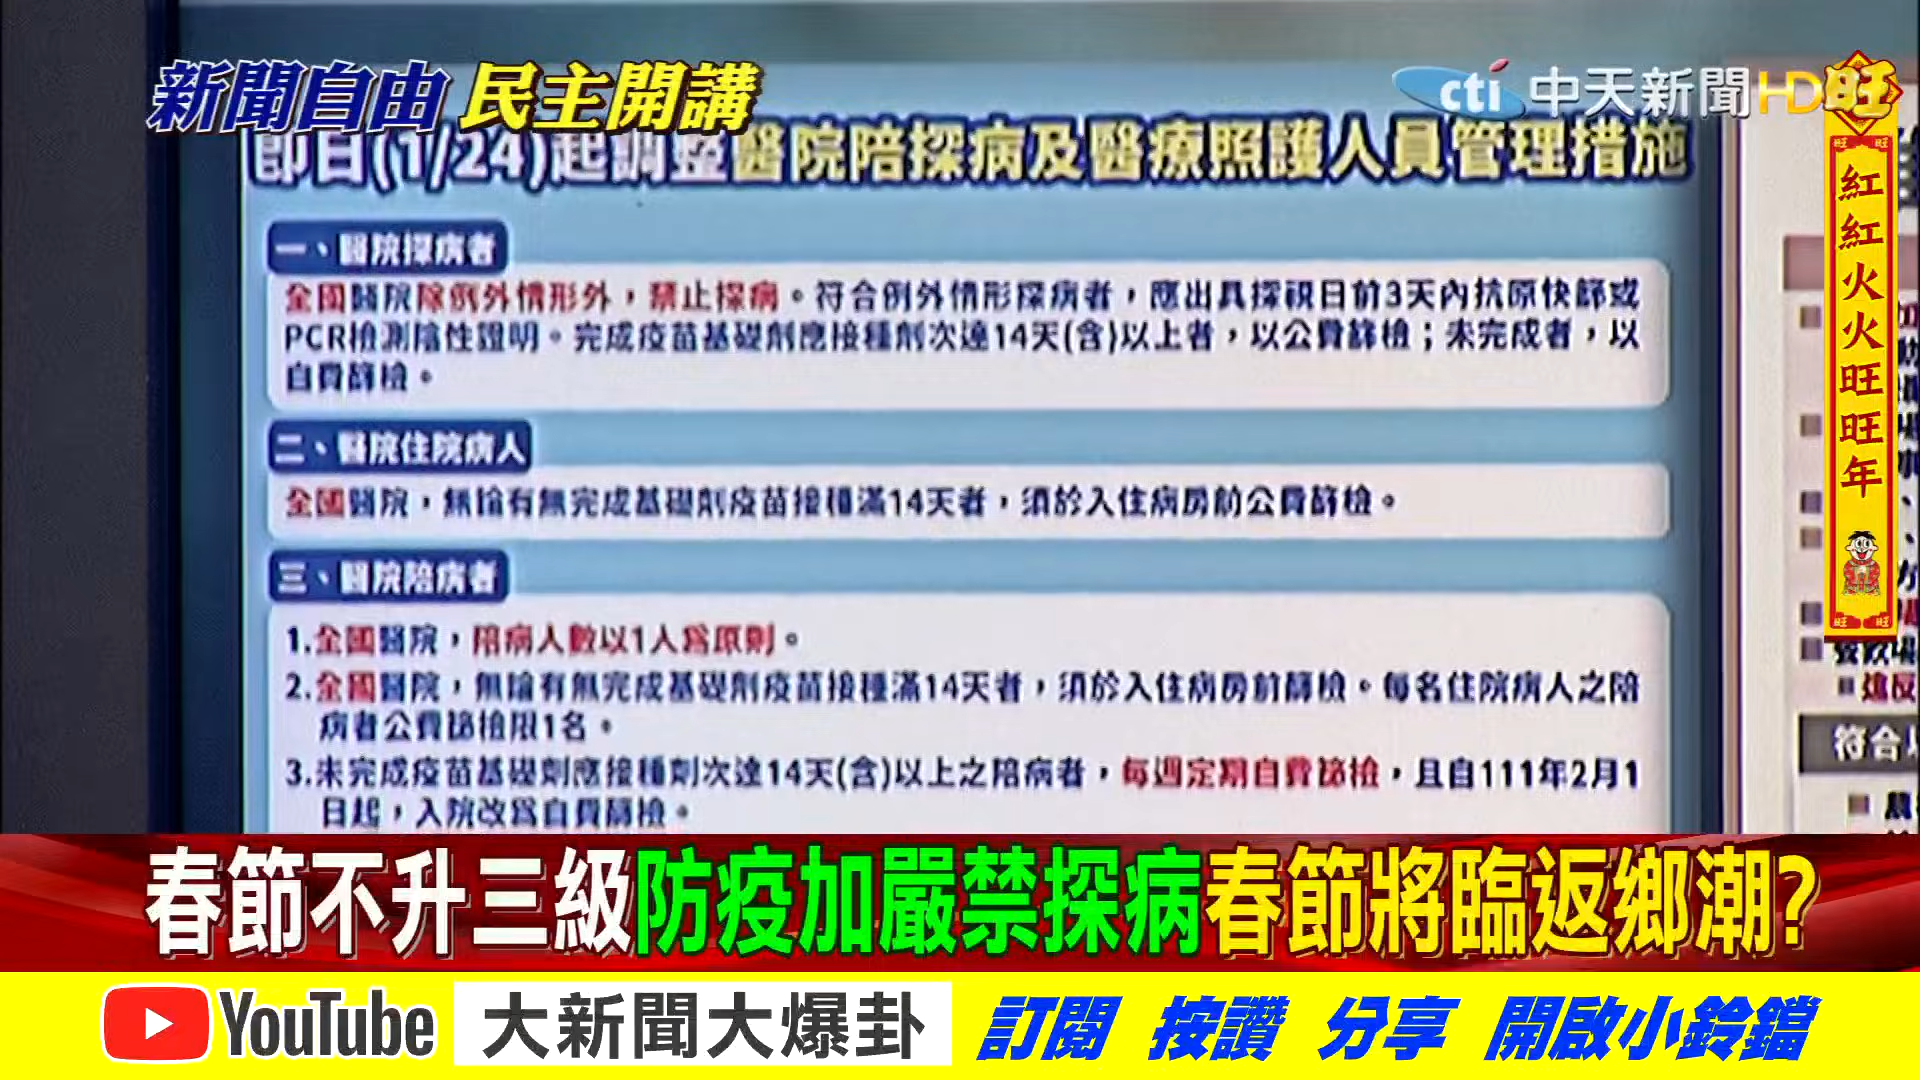 新聞自由 民主開講
cti 中天新聞HD
旺
旺 旺
紅紅火火旺旺年
旺 旺
即日(1/24)起調整醫院陪探病及醫療照護人員管理措施
一、醫院探病者
全國醫院除例外情形外，禁止探病。符合例外情形探病者，應出具探視日前3天內抗原快篩或
PCR檢測陰性證明。完成疫苗基礎劑應接種劑次達14天(含)以上者，以公費篩檢；未完成者，以
自費篩檢。
二、醫院住院病人
全國醫院，無論有無完成基礎劑疫苗接種滿14天者，須於入住病房前公費篩檢。
三、醫院陪病者
1.全國醫院，陪病人數以1人為原則。
2.全國醫院，無論有無完成基礎劑疫苗接種滿14天者，須於入住病房前篩檢。每名住院病人之陪
病者公費篩檢限1名。
3.未完成疫苗基礎劑應接種劑次達14天(含)以上之陪病者，每週定期自費篩檢，且自111年2月1
日起，入院改為自費篩檢。
違反
符合
春節不升三級防疫加嚴禁探病春節將臨返鄉潮?
YouTube 大新聞大爆卦 訂閱 按讚 分享 開啟小鈴鐺